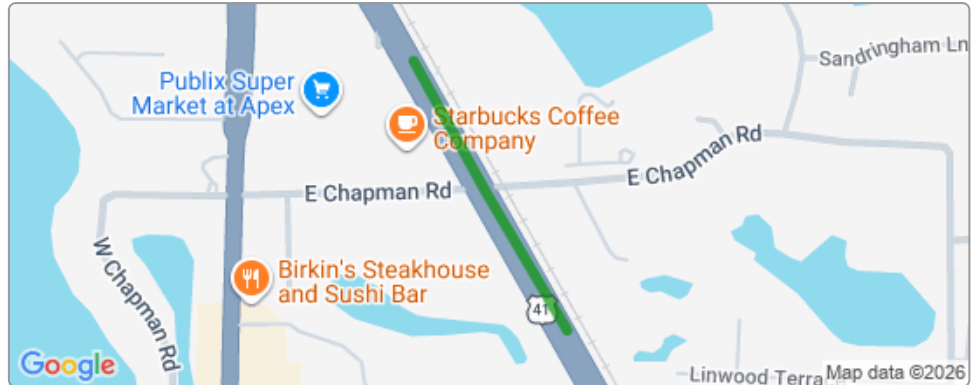 Sandringham Ln
Publix Super
Market at Apex
Starbucks Coffee
Company
E Chapman Rd
E Chapman Rd
W Chapman Rd
Birkin's Steakhouse
and Sushi Bar
41
Google
Linwood Terrace
Map data ©2026